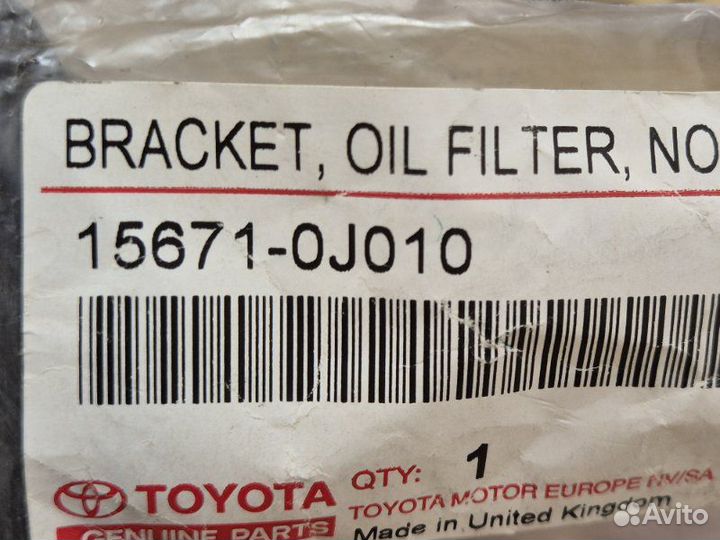 BRACKET, OIL FILTER, NO
15671-0J010
QTY: 1
TOYOTA
TOYOTA MOTOR EUROPE NV/SA
GENUINE PARTS
Made in United Kingdom
Avito